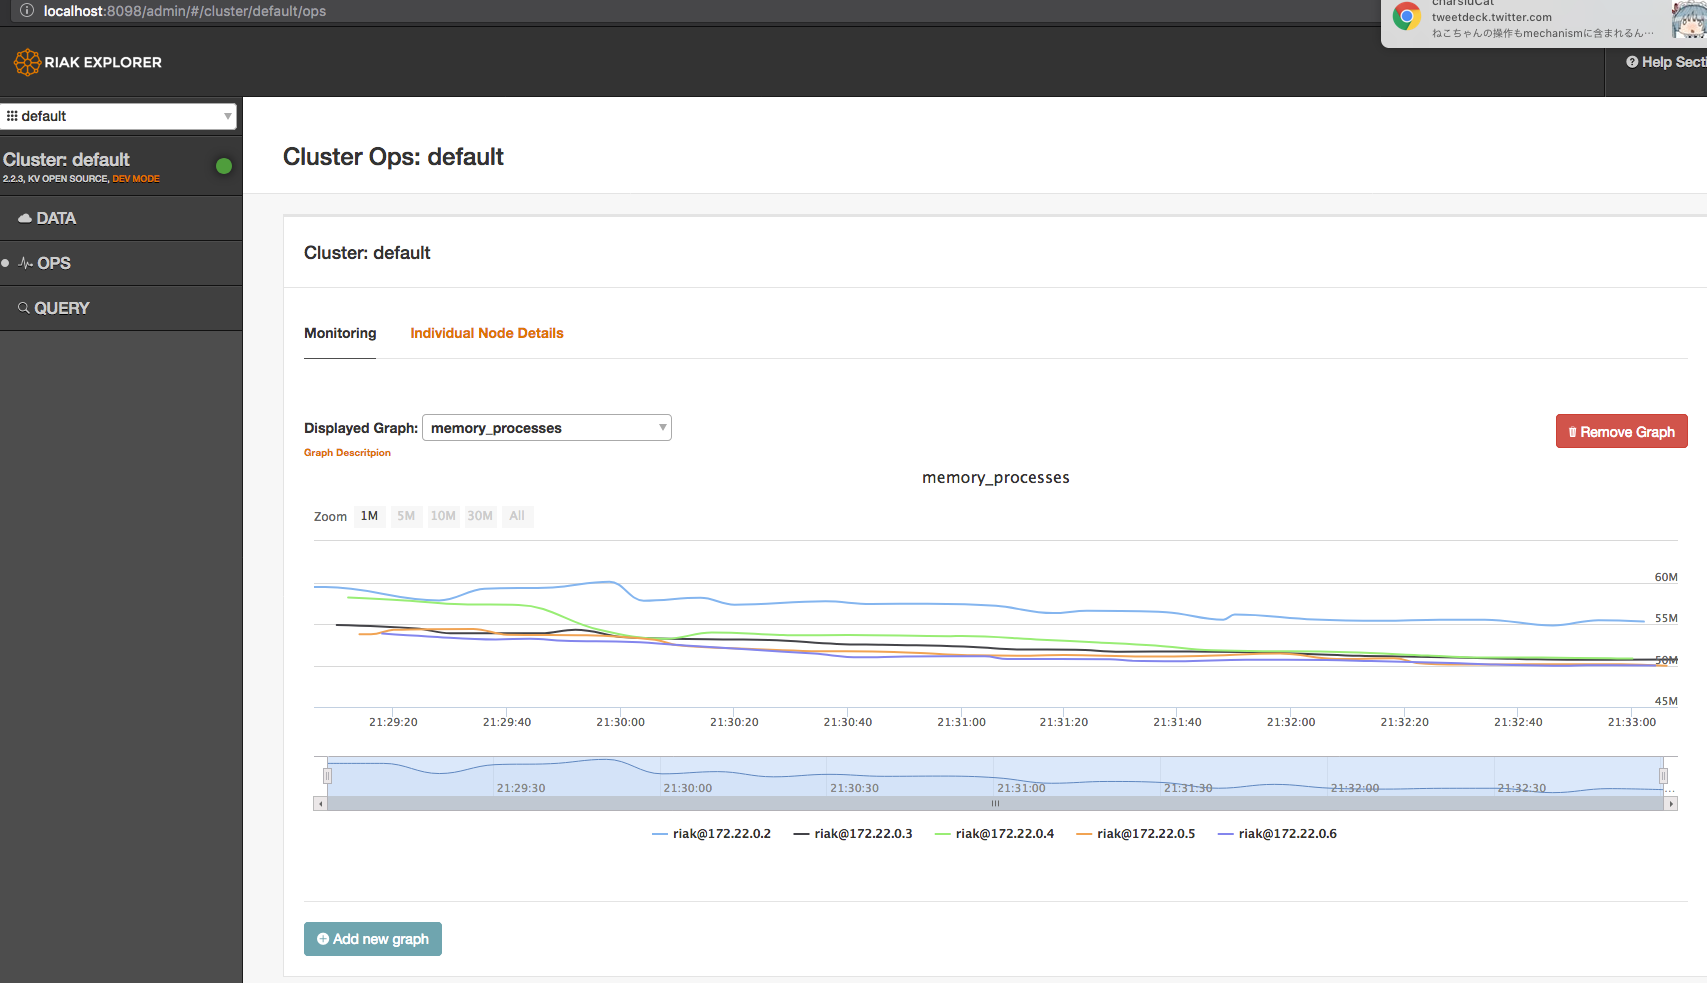 localhost:8098/admin/#/cluster/default/ops
charsiuCat
tweetdeck.twitter.com
ねこちゃんの操作もmechanismに含まれるん…
RIAK EXPLORER
Help Secti
default
Cluster: default
2.2.3, KV OPEN SOURCE, DEV MODE
DATA
OPS
QUERY
Cluster Ops: default
Cluster: default
Monitoring
Individual Node Details
Displayed Graph: memory_processes
Graph Descritpion
Remove Graph
memory_processes
Zoom 1M 5M 10M 30M All
60M
55M
50M
45M
21:29:20 21:29:40 21:30:00 21:30:20 21:30:40 21:31:00 21:31:20 21:31:40 21:32:00 21:32:20 21:32:40 21:33:00
21:29:30 21:30:00 21:30:30 21:31:00 21:31:30 21:32:00 21:32:30 ...
riak@172.22.0.2 riak@172.22.0.3 riak@172.22.0.4 riak@172.22.0.5 riak@172.22.0.6
Add new graph